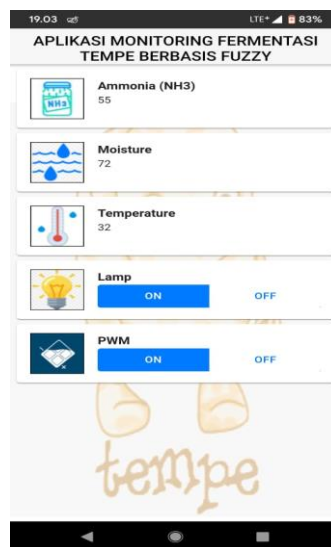 19.03
LTE+ 83%
APLIKASI MONITORING FERMENTASI
TEMPE BERBASIS FUZZY
NH3
Ammonia (NH3)
55
Moisture
72
Temperature
32
Lamp
ON OFF
PWM
ON OFF
tempe